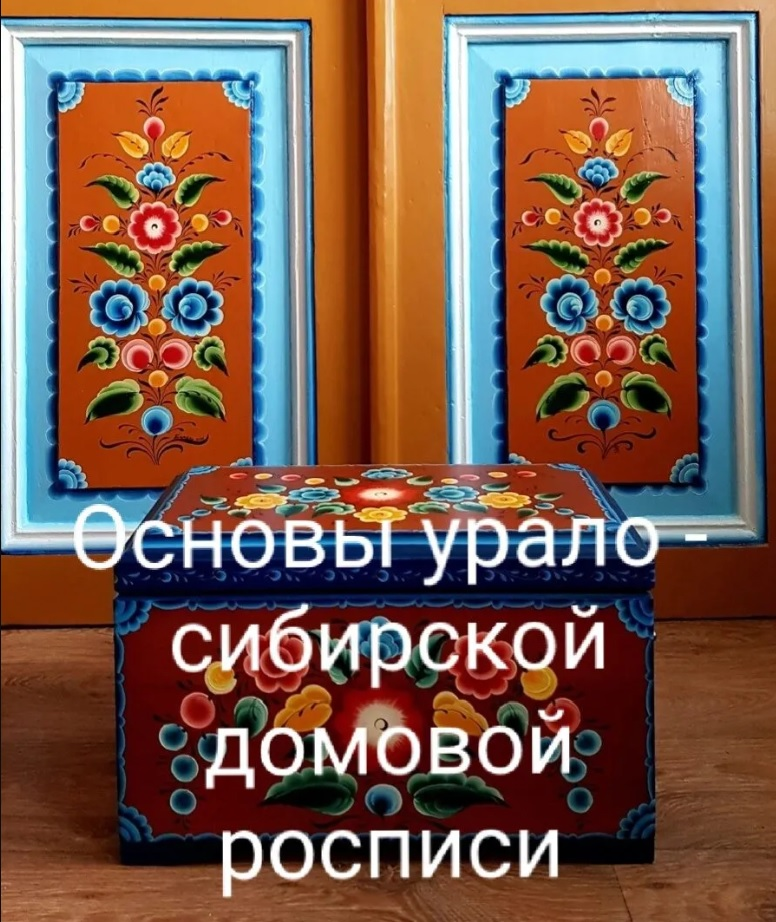 Основы урало -
сибирской
домовой
росписи